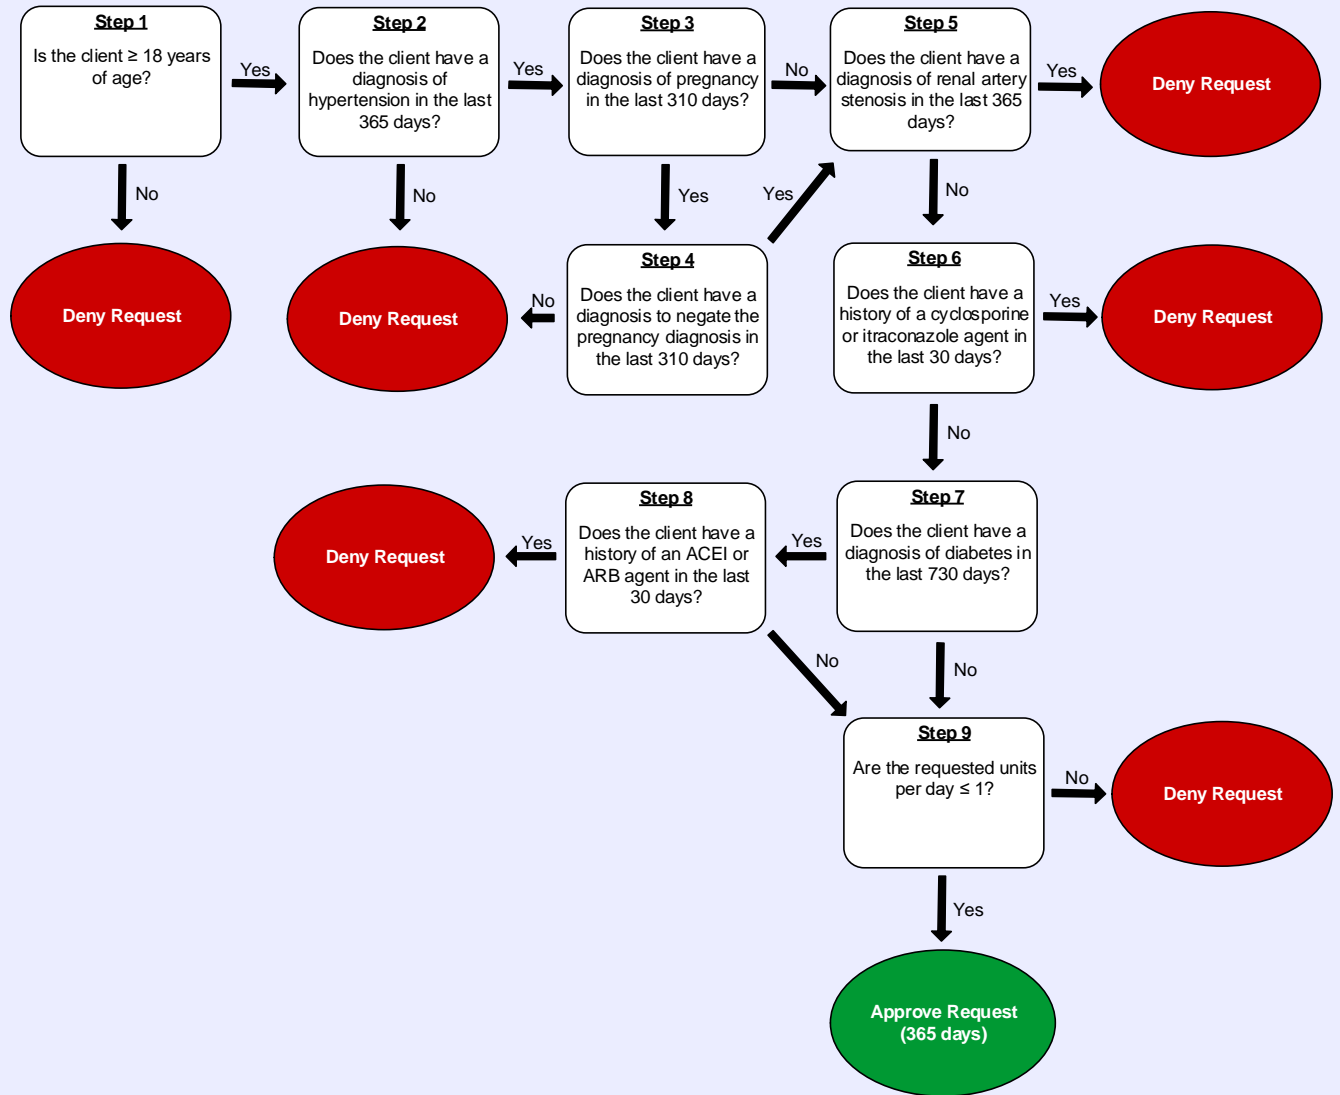 Step 1
Is the client ≥ 18 years
of age?
Yes
No
Deny Request
Step 2
Does the client have a
diagnosis of
hypertension in the last
365 days?
Yes
No
Deny Request
Step 3
Does the client have a
diagnosis of pregnancy
in the last 310 days?
No
Yes
Step 4
Does the client have a
diagnosis to negate the
pregnancy diagnosis in
the last 310 days?
No
Yes
Step 5
Does the client have a
diagnosis of renal artery
stenosis in the last 365
days?
Yes
Deny Request
No
Step 6
Does the client have a
history of a cyclosporine
or itraconazole agent in
the last 30 days?
Yes
Deny Request
No
Step 7
Does the client have a
diagnosis of diabetes in
the last 730 days?
Yes
No
Step 8
Does the client have a
history of an ACEI or
ARB agent in the last
30 days?
Yes
Deny Request
No
Step 9
Are the requested units
per day ≤ 1?
No
Deny Request
Yes
Approve Request
(365 days)